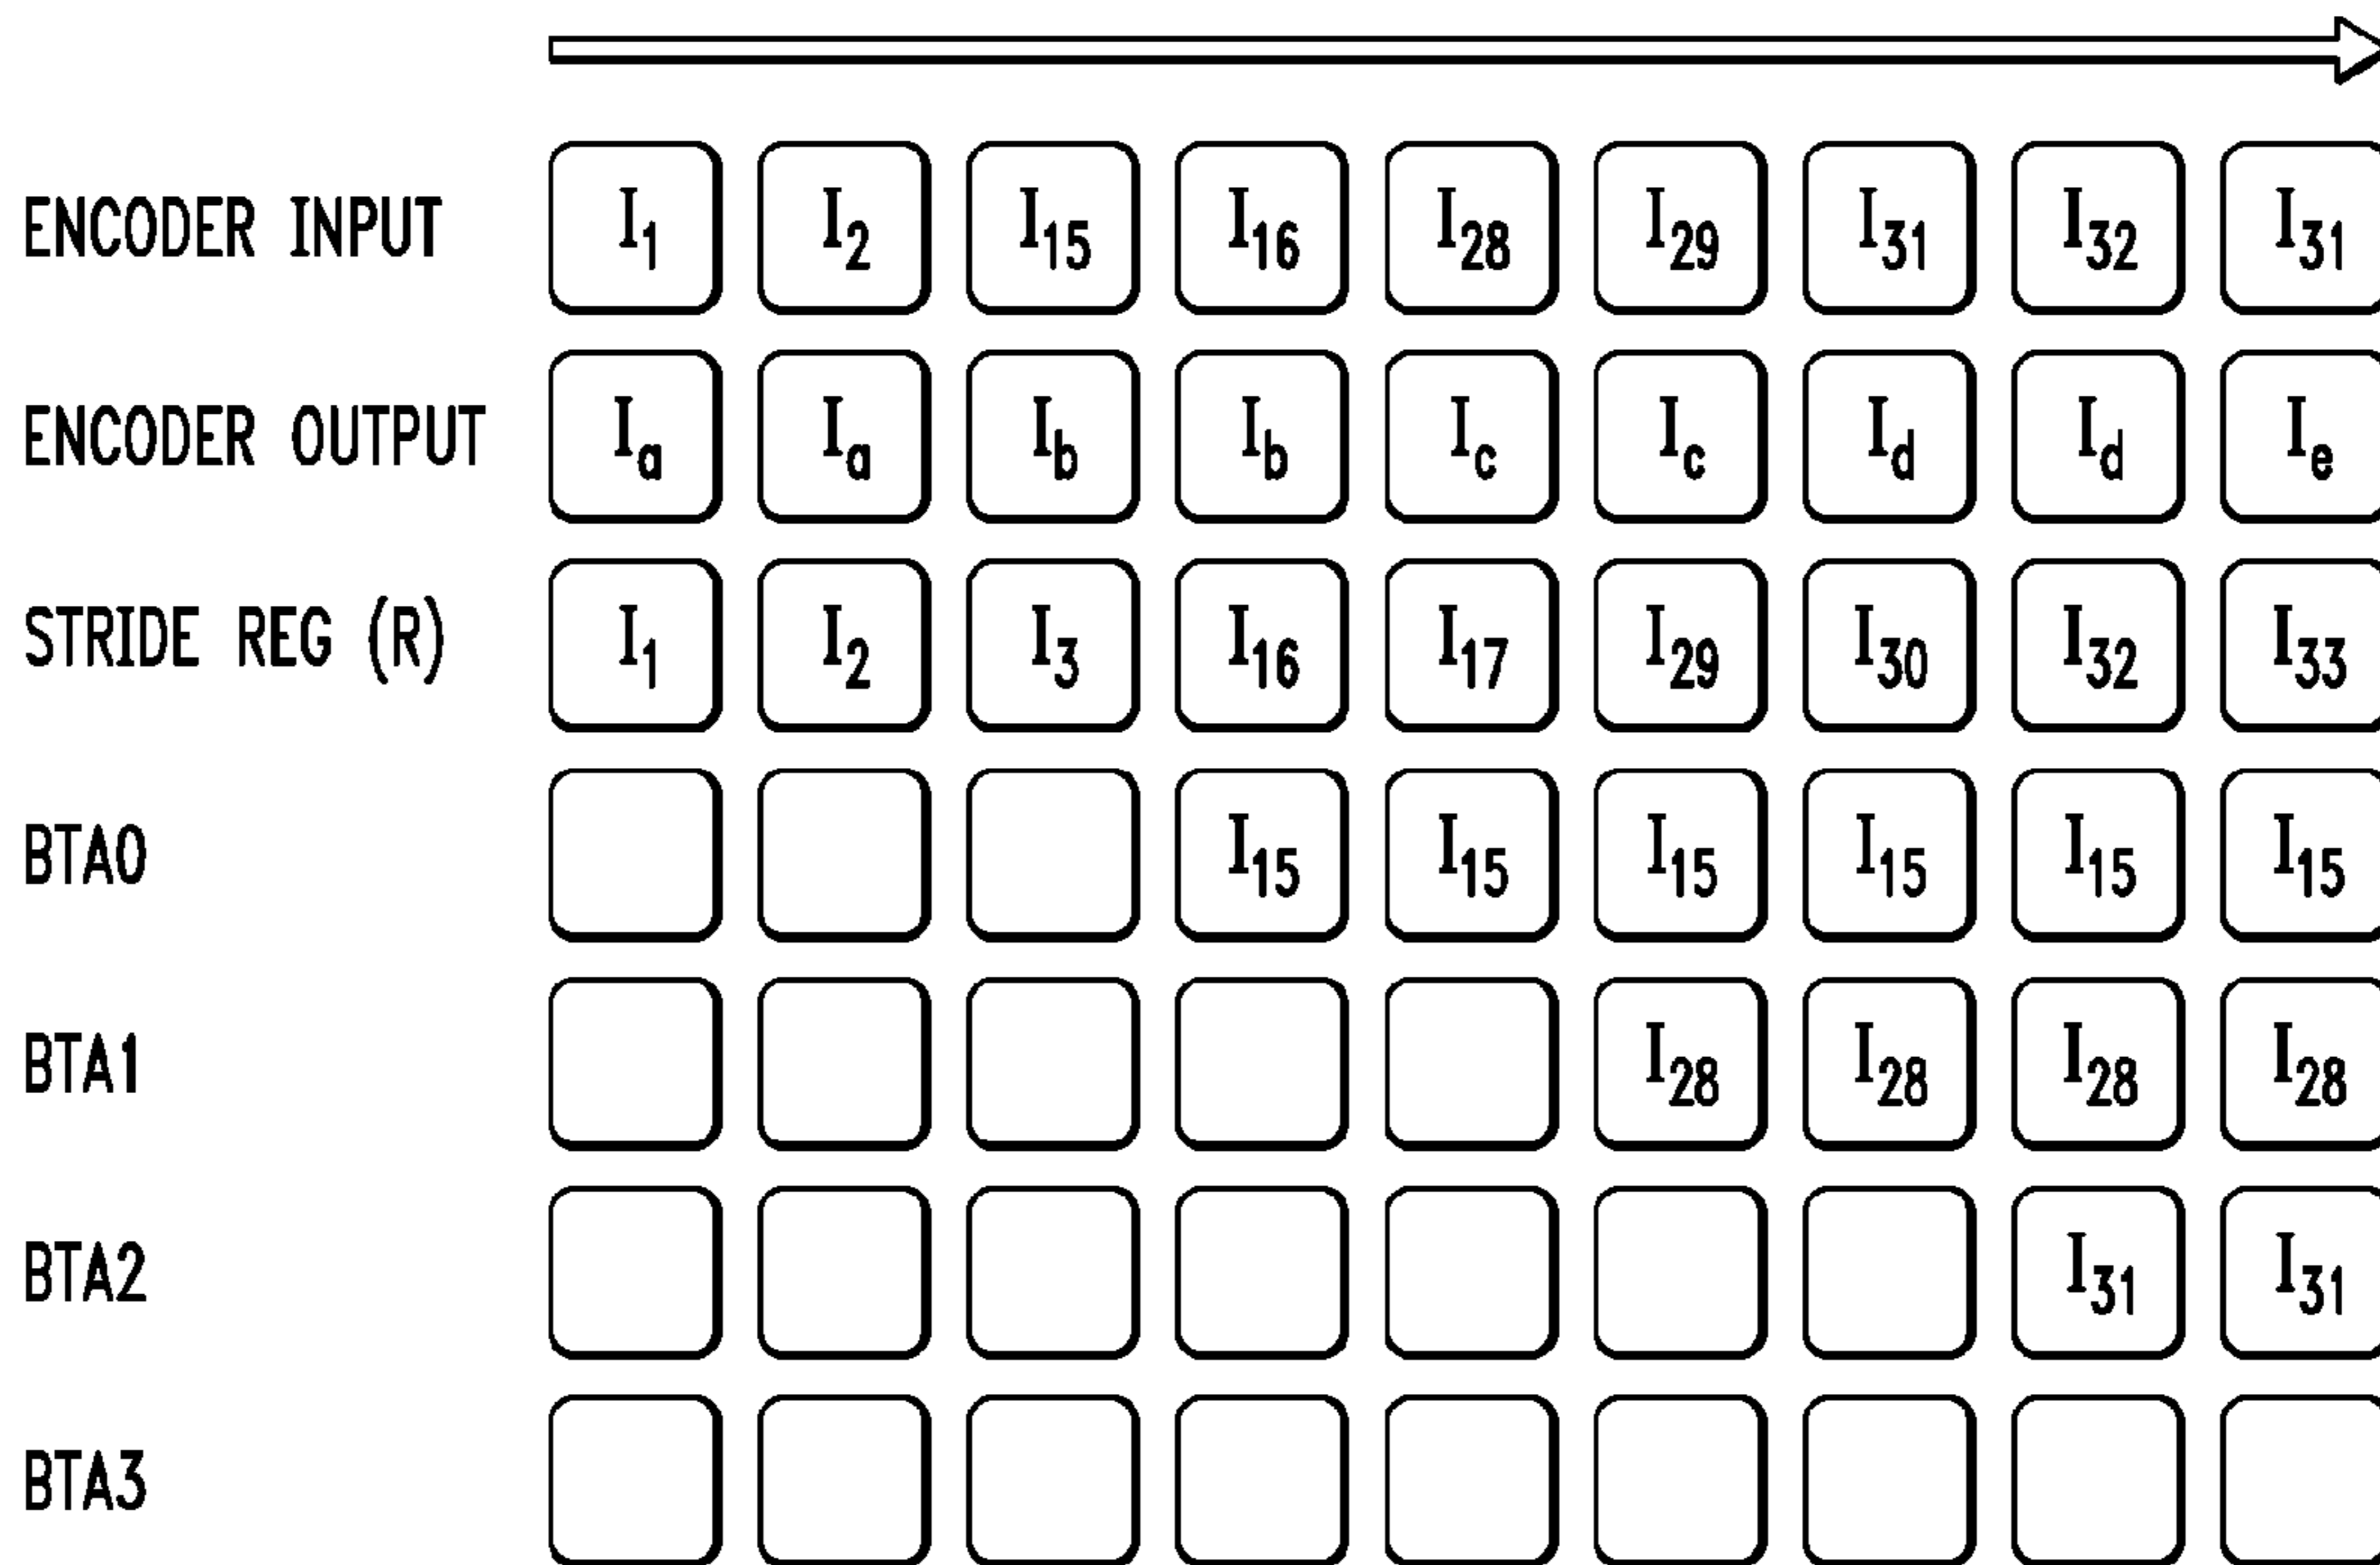 ENCODER INPUT I1 I2 I15 I16 I28 I29 I31 I32 I31
ENCODER OUTPUT Ia Ia Ib Ib Ic Ic Id Id Ie
STRIDE REG (R) I1 I2 I3 I16 I17 I29 I30 I32 I33
BTA0 I15 I15 I15 I15 I15 I15
BTA1 I28 I28 I28 I28
BTA2 I31 I31
BTA3